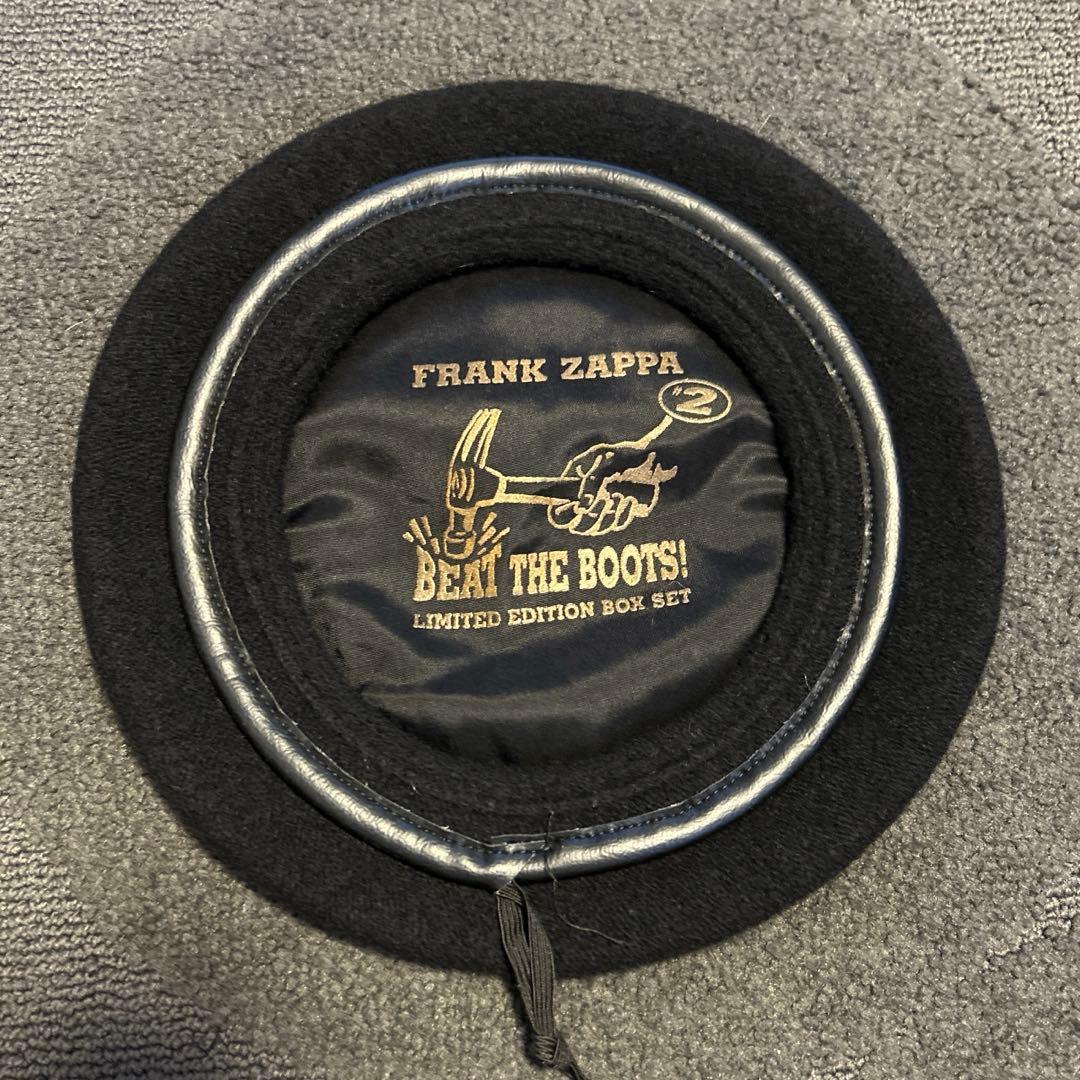 FRANK ZAPPA
#2
BEAT THE BOOTS!
LIMITED EDITION BOX SET